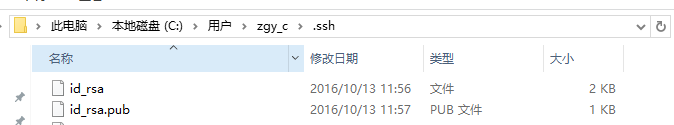 此电脑 › 本地磁盘 (C:) › 用户 › zgy_c › .ssh
名称 修改日期 类型 大小
id_rsa 2016/10/13 11:56 文件 2 KB
id_rsa.pub 2016/10/13 11:57 PUB 文件 1 KB